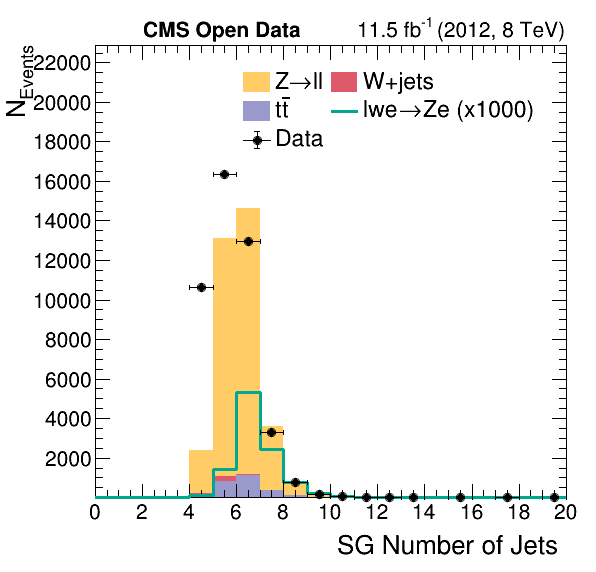 CMS Open Data 11.5 fb⁻¹ (2012, 8 TeV)
N_Events
Z→ll W+jets
tt̄ lwe→Ze (x1000)
Data
22000
20000
18000
16000
14000
12000
10000
8000
6000
4000
2000
0 2 4 6 8 10 12 14 16 18 20
SG Number of Jets